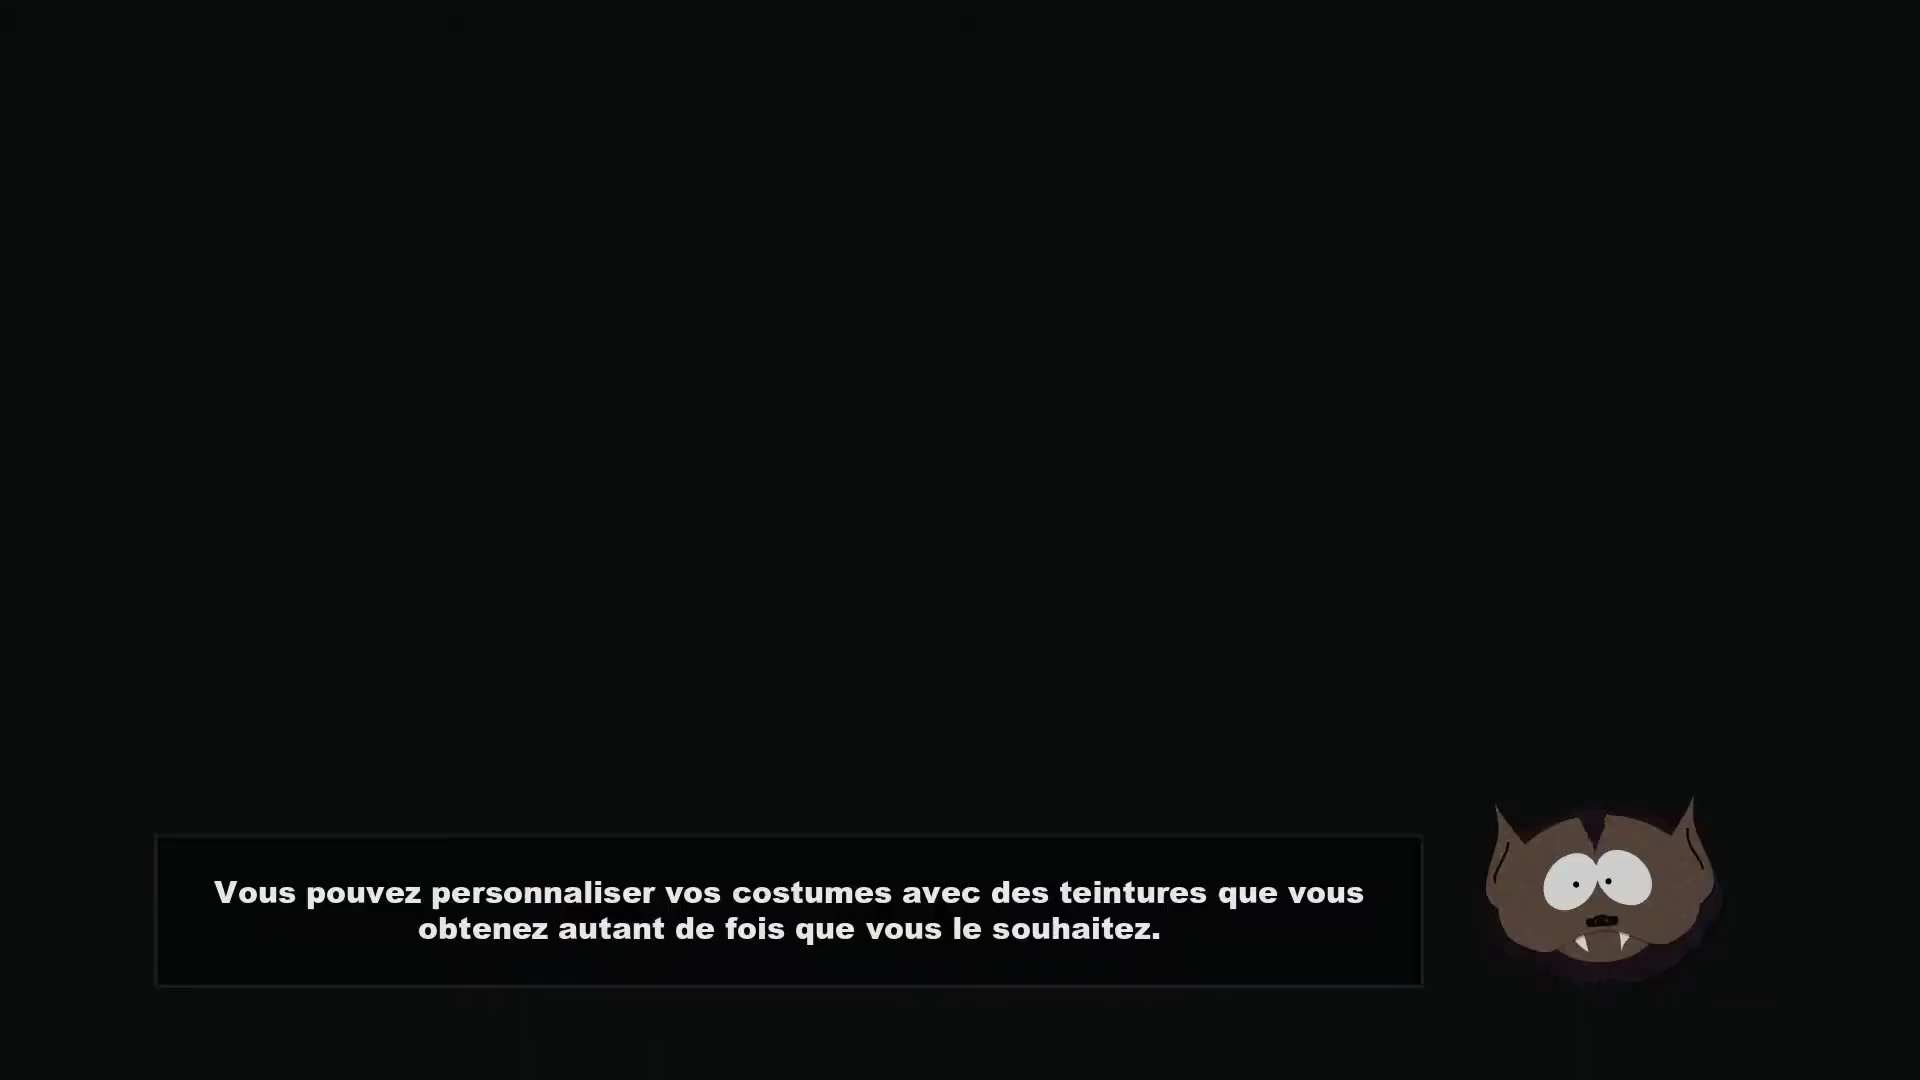 Vous pouvez personnaliser vos costumes avec des teintures que vous
obtenez autant de fois que vous le souhaitez.